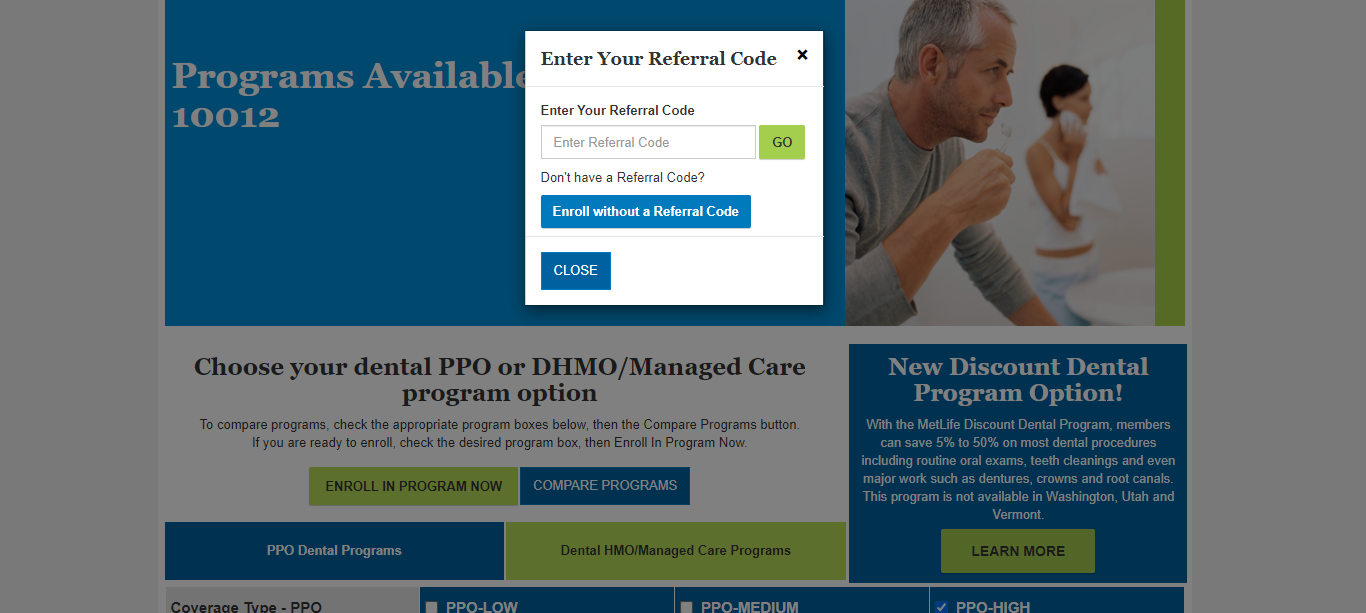 Programs Available
10012
Enter Your Referral Code ×
Enter Your Referral Code
Enter Referral Code GO
Don't have a Referral Code?
Enroll without a Referral Code
CLOSE
Choose your dental PPO or DHMO/Managed Care
program option
To compare programs, check the appropriate program boxes below, then the Compare Programs button.
If you are ready to enroll, check the desired program box, then Enroll In Program Now.
ENROLL IN PROGRAM NOW COMPARE PROGRAMS
New Discount Dental
Program Option!
With the MetLife Discount Dental Program, members
can save 5% to 50% on most dental procedures
including routine oral exams, teeth cleanings and even
major work such as dentures, crowns and root canals.
This program is not available in Washington, Utah and
Vermont.
LEARN MORE
PPO Dental Programs Dental HMO/Managed Care Programs
Coverage Type - PPO PPO-LOW PPO-MEDIUM PPO-HIGH